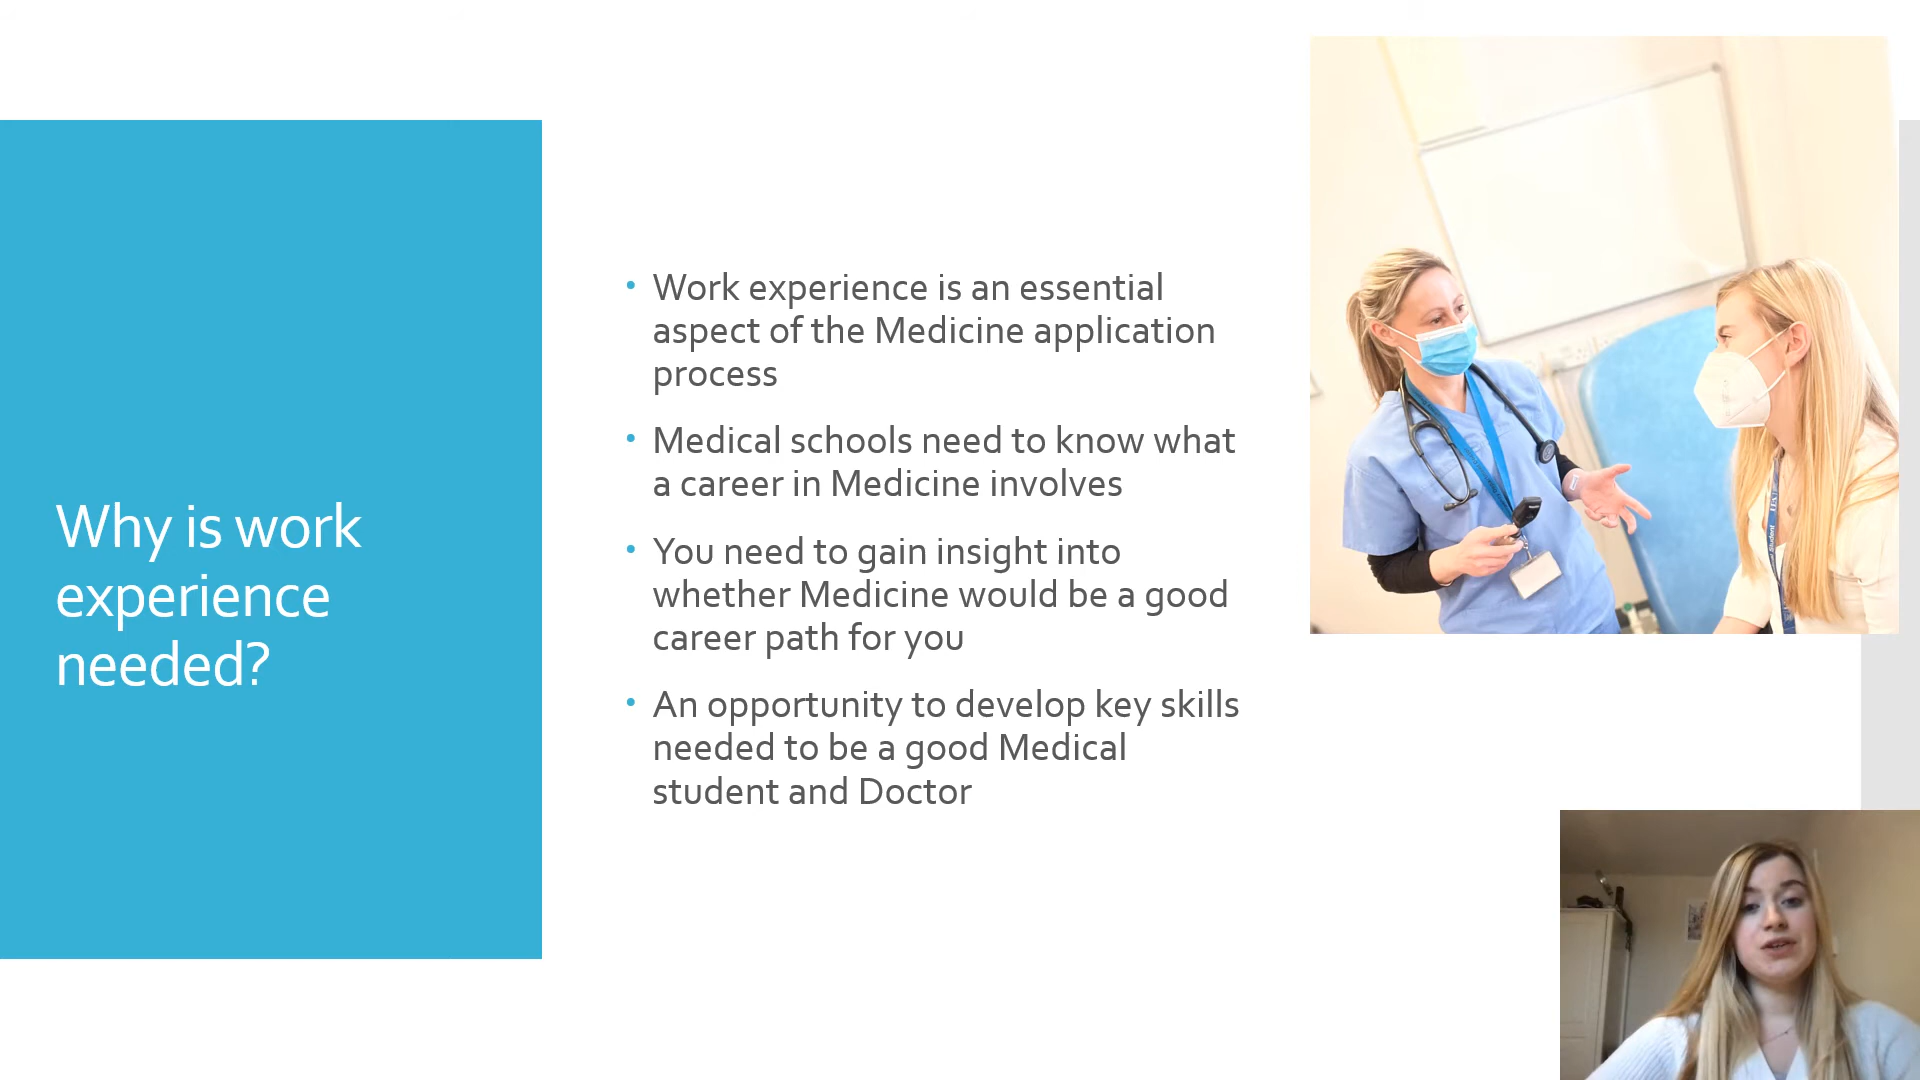 Why is work
experience
needed?
• Work experience is an essential
aspect of the Medicine application
process
• Medical schools need to know what
a career in Medicine involves
• You need to gain insight into
whether Medicine would be a good
career path for you
• An opportunity to develop key skills
needed to be a good Medical
student and Doctor